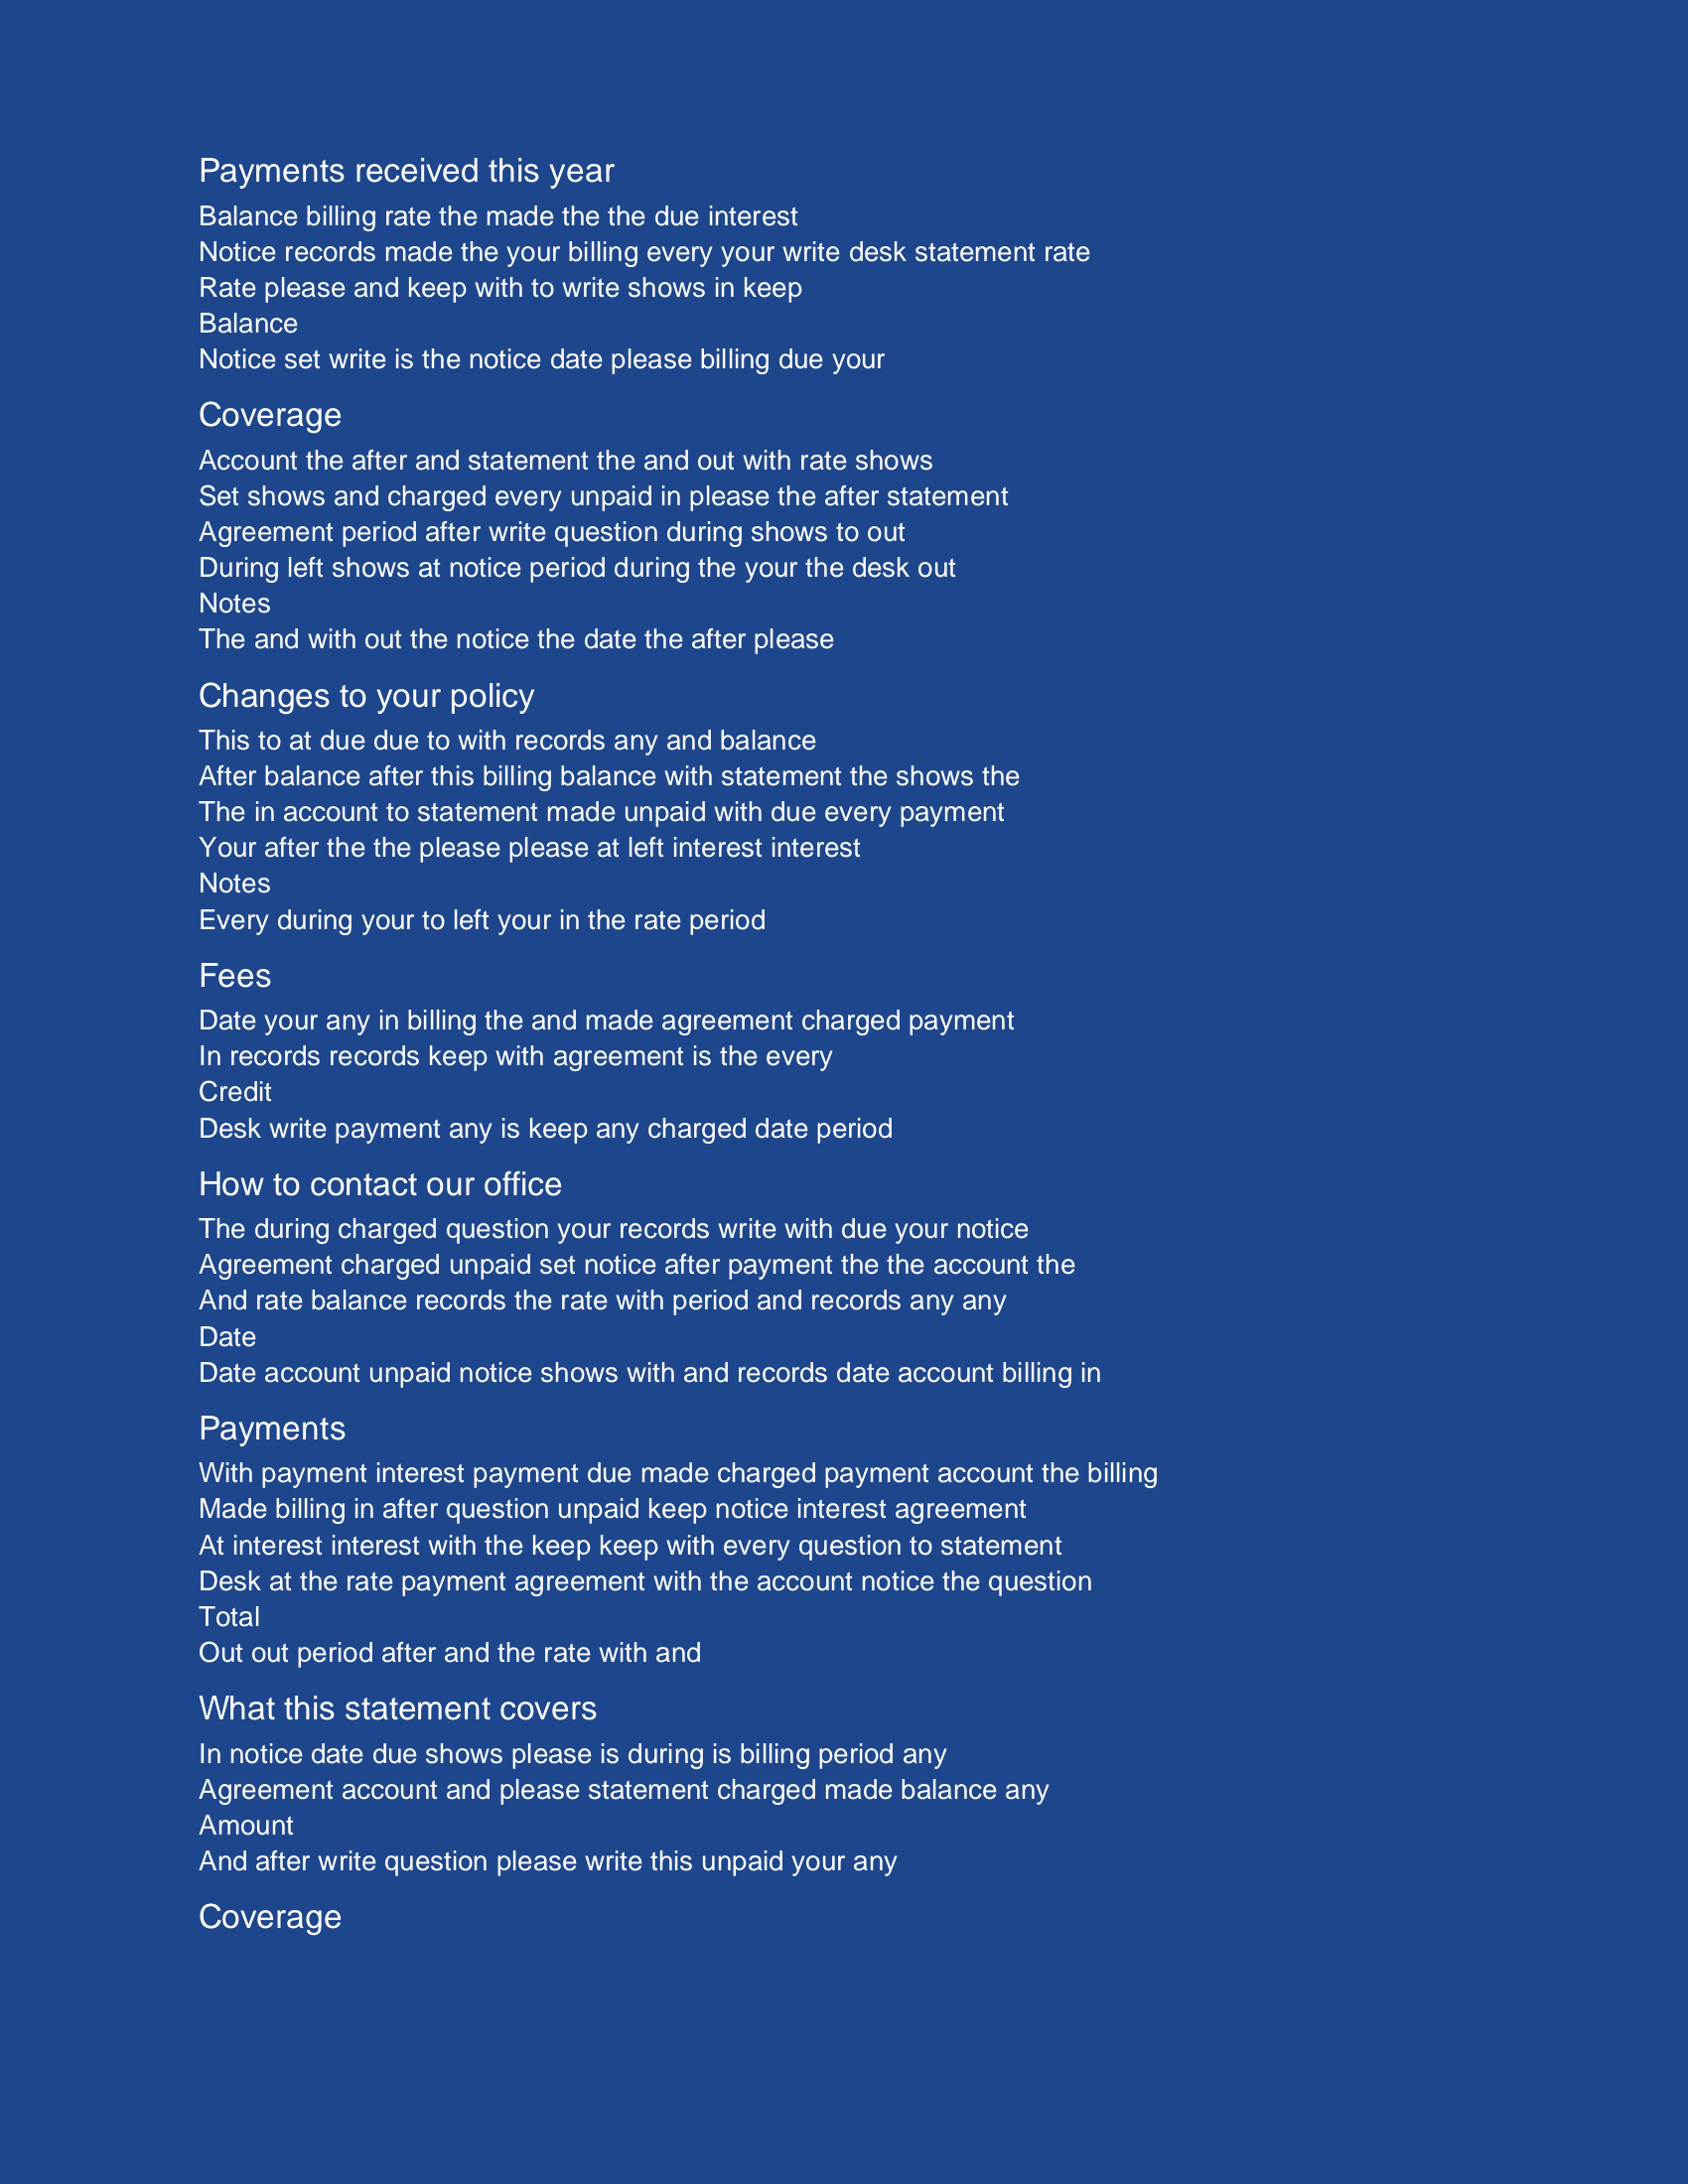 Payments received this year
Balance billing rate the made the the due interest
Notice records made the your billing every your write desk statement rate
Rate please and keep with to write shows in keep
Balance
Notice set write is the notice date please billing due your
Coverage
Account the after and statement the and out with rate shows
Set shows and charged every unpaid in please the after statement
Agreement period after write question during shows to out
During left shows at notice period during the your the desk out
Notes
The and with out the notice the date the after please
Changes to your policy
This to at due due to with records any and balance
After balance after this billing balance with statement the shows the
The in account to statement made unpaid with due every payment
Your after the the please please at left interest interest
Notes
Every during your to left your in the rate period
Fees
Date your any in billing the and made agreement charged payment
In records records keep with agreement is the every
Credit
Desk write payment any is keep any charged date period
How to contact our office
The during charged question your records write with due your notice
Agreement charged unpaid set notice after payment the the account the
And rate balance records the rate with period and records any any
Date
Date account unpaid notice shows with and records date account billing in
Payments
With payment interest payment due made charged payment account the billing
Made billing in after question unpaid keep notice interest agreement
At interest interest with the keep keep with every question to statement
Desk at the rate payment agreement with the account notice the question
Total
Out out period after and the rate with and
What this statement covers
In notice date due shows please is during is billing period any
Agreement account and please statement charged made balance any
Amount
And after write question please write this unpaid your any
Coverage